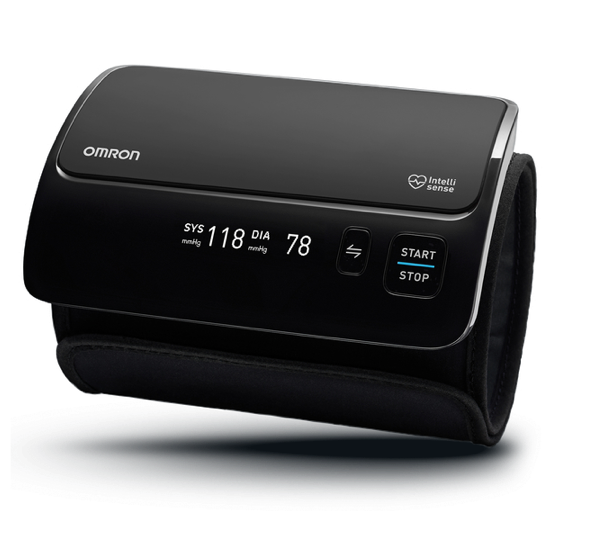 OMRON
Intelli
sense
SYS 118 DIA 78
mmHg mmHg
START
STOP